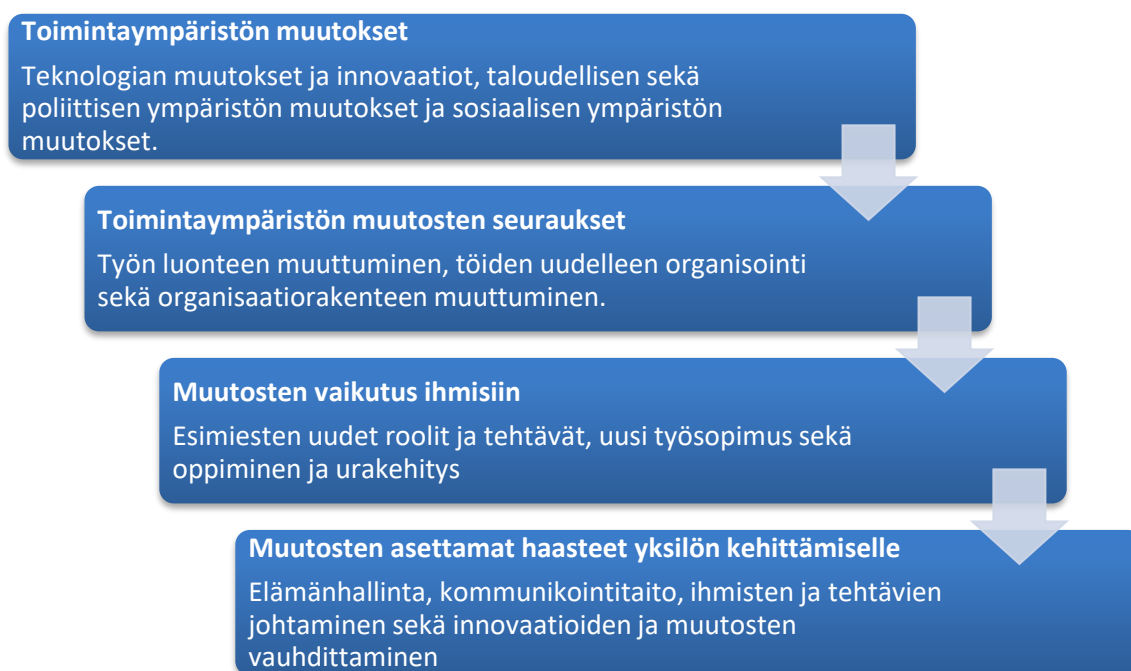 Toimintaympäristön muutokset
Teknologian muutokset ja innovaatiot, taloudellisen sekä
poliittisen ympäristön muutokset ja sosiaalisen ympäristön
muutokset.
Toimintaympäristön muutosten seuraukset
Työn luonteen muuttuminen, töiden uudelleen organisointi
sekä organisaatiorakenteen muuttuminen.
Muutosten vaikutus ihmisiin
Esimiesten uudet roolit ja tehtävät, uusi työsopimus sekä
oppiminen ja urakehitys
Muutosten asettamat haasteet yksilön kehittämiselle
Elämänhallinta, kommunikointitaito, ihmisten ja tehtävien
johtaminen sekä innovaatioiden ja muutosten
vauhdittaminen